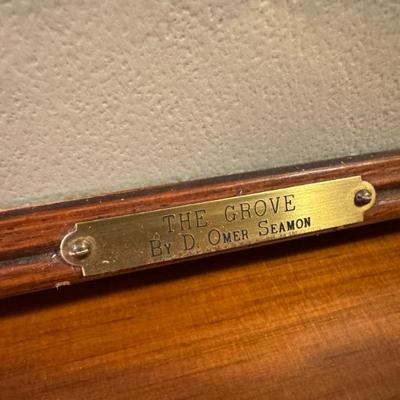 THE GROVE
BY D. OMER SEAMON